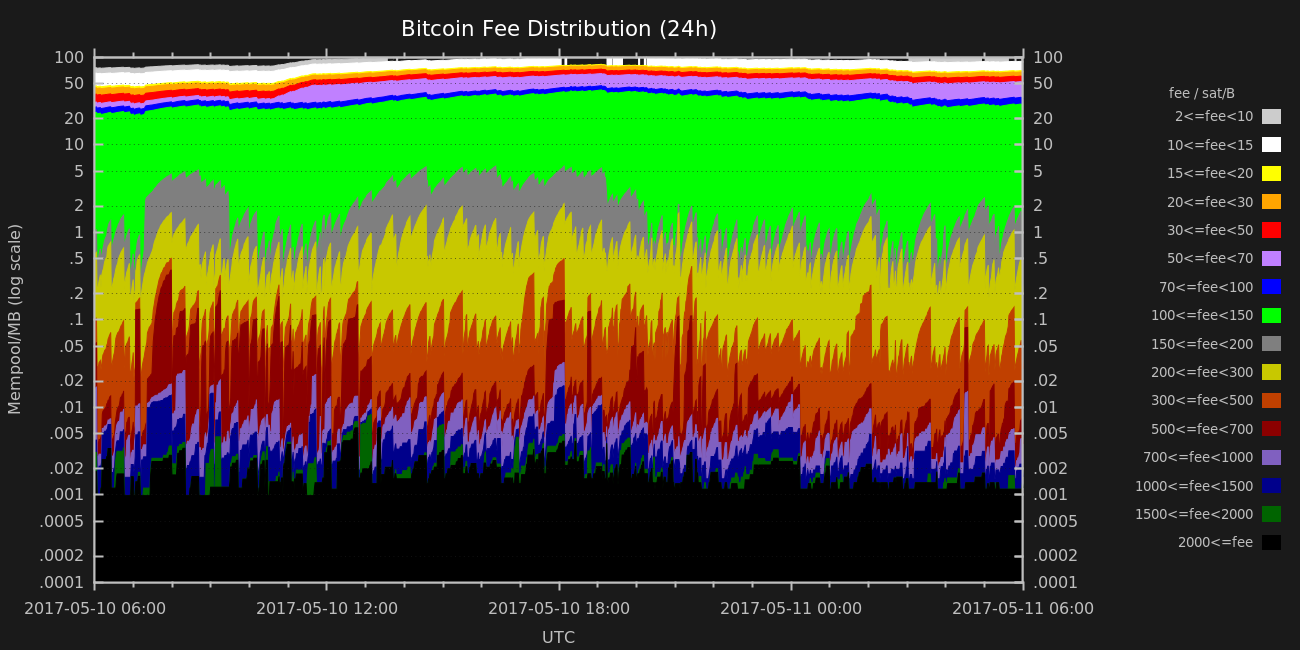 Bitcoin Fee Distribution (24h)
100
50
20
10
5
2
1
.5
.2
.1
.05
.02
.01
.005
.002
.001
.0005
.0002
.0001
Mempool/MB (log scale)
100
50
20
10
5
2
1
.5
.2
.1
.05
.02
.01
.005
.002
.001
.0005
.0002
.0001
2017-05-10 06:00
2017-05-10 12:00
2017-05-10 18:00
2017-05-11 00:00
2017-05-11 06:00
UTC
fee / sat/B
2<=fee<10
10<=fee<15
15<=fee<20
20<=fee<30
30<=fee<50
50<=fee<70
70<=fee<100
100<=fee<150
150<=fee<200
200<=fee<300
300<=fee<500
500<=fee<700
700<=fee<1000
1000<=fee<1500
1500<=fee<2000
2000<=fee